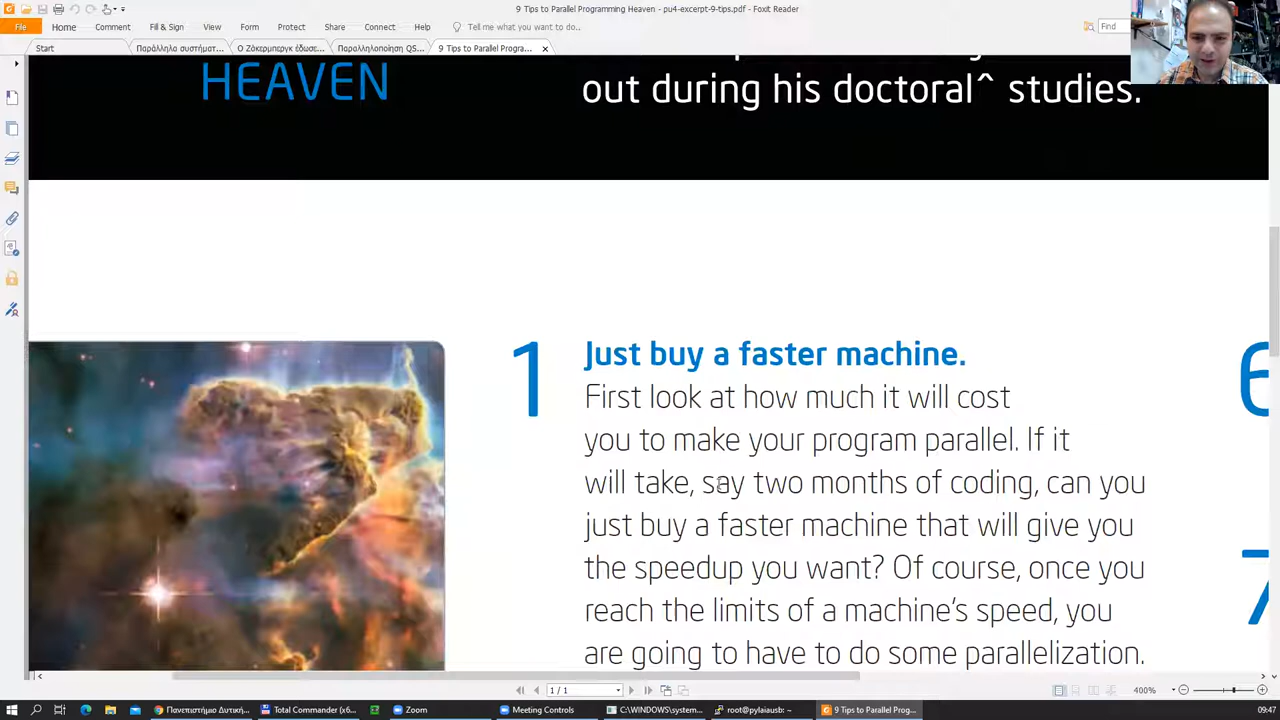 9 Tips to Parallel Programming Heaven - pu4-excerpt-9-tips.pdf - Foxit Reader
File Home Comment Fill & Sign View Form Protect Share Connect Help Tell me what you want to do.. Find
Start Παράλληλα συστήματ... Ο Ζόκερμπεργκ έδωσε... Παραλληλοποίηση QS... 9 Tips to Parallel Progra...
HEAVEN
out during his doctoral^ studies.
1
Just buy a faster machine.
First look at how much it will cost
you to make your program parallel. If it
will take, say two months of coding, can you
just buy a faster machine that will give you
the speedup you want? Of course, once you
reach the limits of a machine's speed, you
are going to have to do some parallelization.
6
7
1 / 1 400%
Πανεπιστήμιο Δυτική... Total Commander (x6... Zoom Meeting Controls C:\WINDOWS\system... root@pylaiausb: ~ 9 Tips to Parallel Prog... 09:47